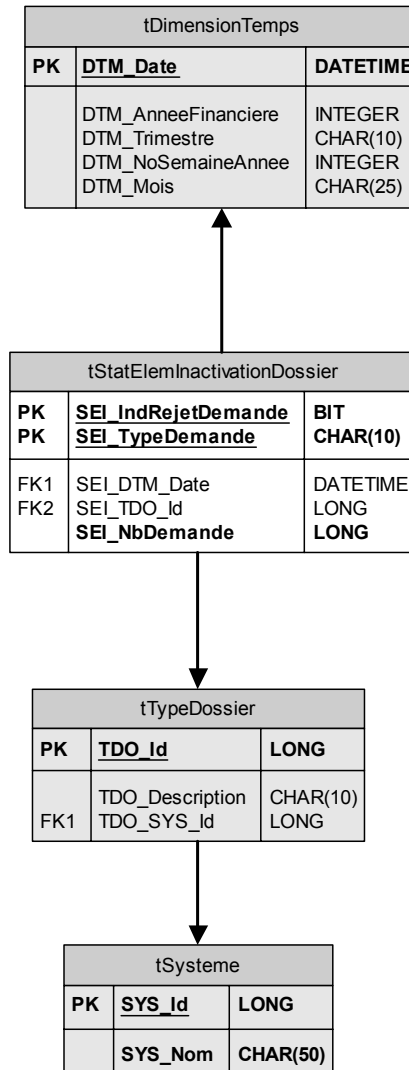 tDimensionTemps
PK DTM_Date DATETIME
DTM_AnneeFinanciere INTEGER
DTM_Trimestre CHAR(10)
DTM_NoSemaineAnnee INTEGER
DTM_Mois CHAR(25)
tStatElemInactivationDossier
PK SEI_IndRejetDemande BIT
PK SEI_TypeDemande CHAR(10)
FK1 SEI_DTM_Date DATETIME
FK2 SEI_TDO_Id LONG
SEI_NbDemande LONG
tTypeDossier
PK TDO_Id LONG
TDO_Description CHAR(10)
FK1 TDO_SYS_Id LONG
tSysteme
PK SYS_Id LONG
SYS_Nom CHAR(50)